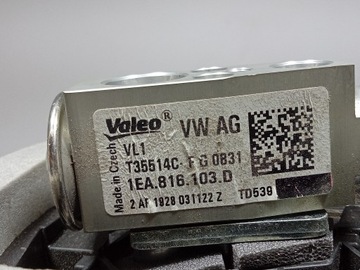 Valeo VW AG
Made in Czech
VL1
T35514C F G 0831
1EA.816.103.D
2 AF 1928 031122 Z TD539